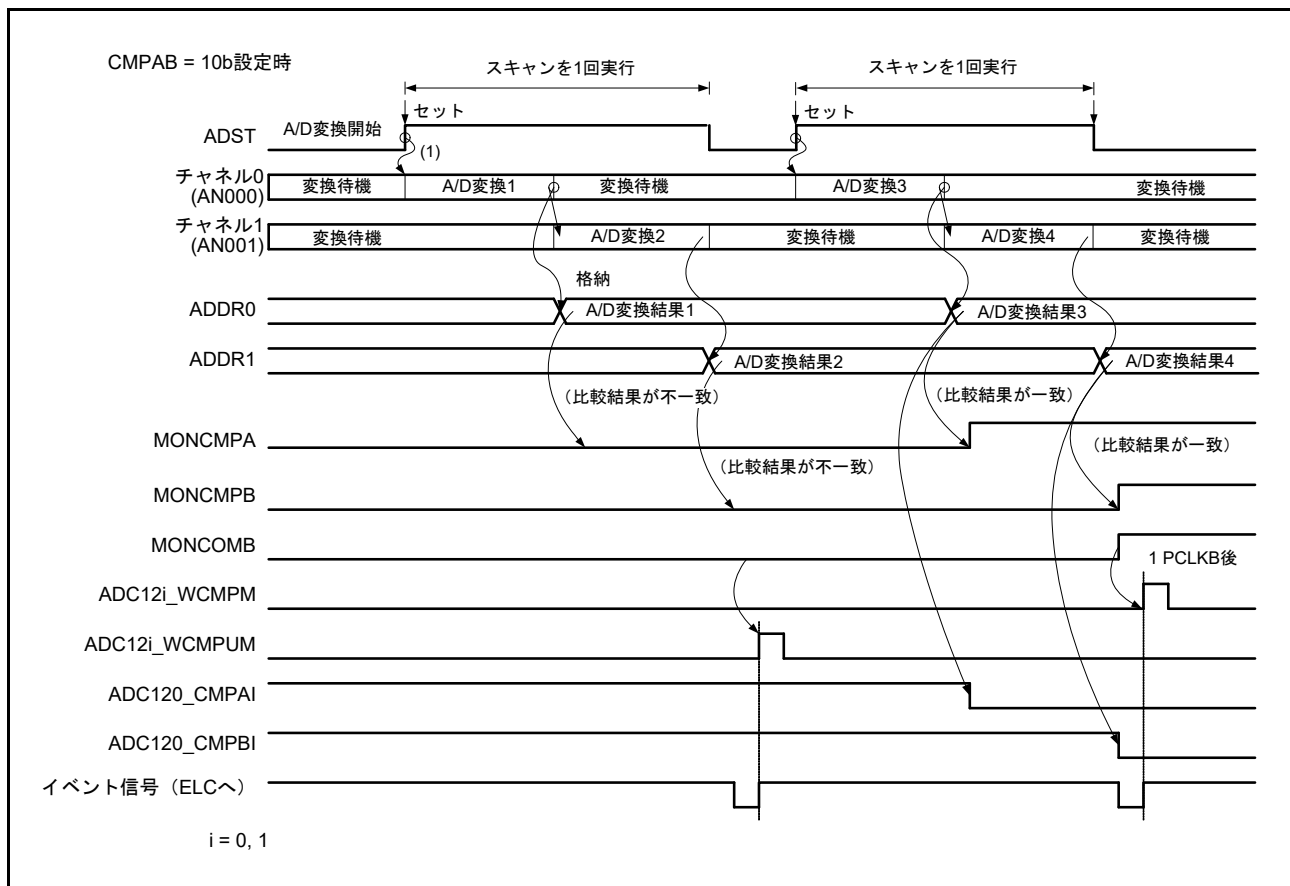 CMPAB = 10b設定時
スキャンを1回実行
スキャンを1回実行
セット
セット
ADST
A/D変換開始
(1)
チャネル0
(AN000)
変換待機
A/D変換1
変換待機
A/D変換3
変換待機
チャネル1
(AN001)
変換待機
A/D変換2
変換待機
A/D変換4
変換待機
格納
ADDR0
A/D変換結果1
A/D変換結果3
ADDR1
A/D変換結果2
A/D変換結果4
（比較結果が不一致）
（比較結果が一致）
MONCMPA
（比較結果が不一致）
（比較結果が一致）
MONCMPB
MONCOMB
1 PCLKB後
ADC12i_WCMPM
ADC12i_WCMPUM
ADC120_CMPAI
ADC120_CMPBI
イベント信号（ELCへ）
i = 0, 1